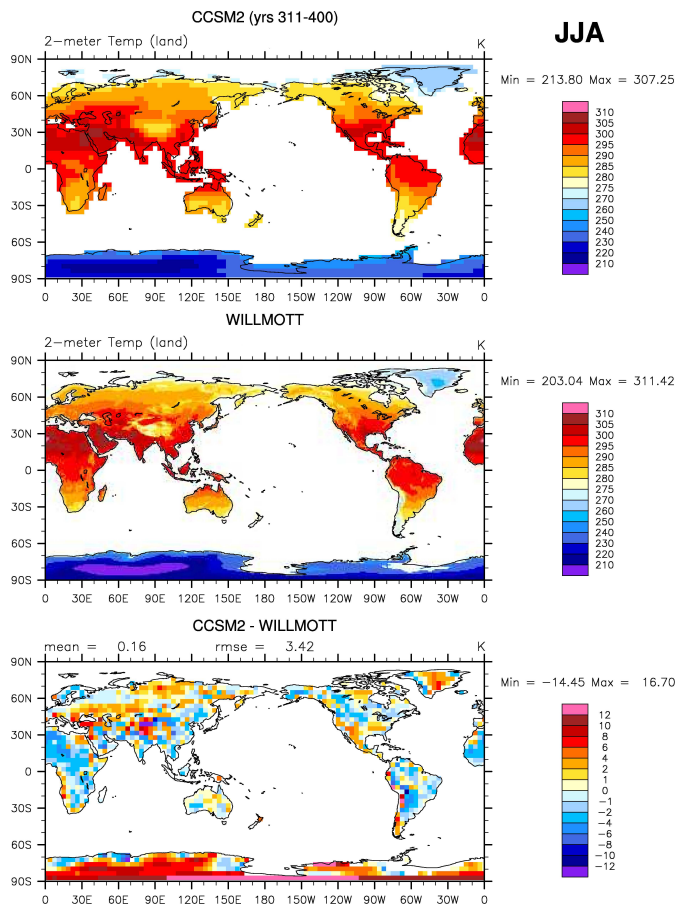 CCSM2 (yrs 311-400)
JJA
2-meter Temp (land) K
Min = 213.80 Max = 307.25
90N
60N
30N
0
30S
60S
90S
0 30E 60E 90E 120E 150E 180 150W 120W 90W 60W 30W 0
310
305
300
295
290
285
280
275
270
260
250
240
230
220
210
WILLMOTT
2-meter Temp (land) K
Min = 203.04 Max = 311.42
90N
60N
30N
0
30S
60S
90S
0 30E 60E 90E 120E 150E 180 150W 120W 90W 60W 30W 0
310
305
300
295
290
285
280
275
270
260
250
240
230
220
210
CCSM2 - WILLMOTT
mean = 0.16 rmse = 3.42 K
Min = -14.45 Max = 16.70
90N
60N
30N
0
30S
60S
90S
0 30E 60E 90E 120E 150E 180 150W 120W 90W 60W 30W 0
12
10
8
6
4
2
1
0
-1
-2
-4
-6
-8
-10
-12